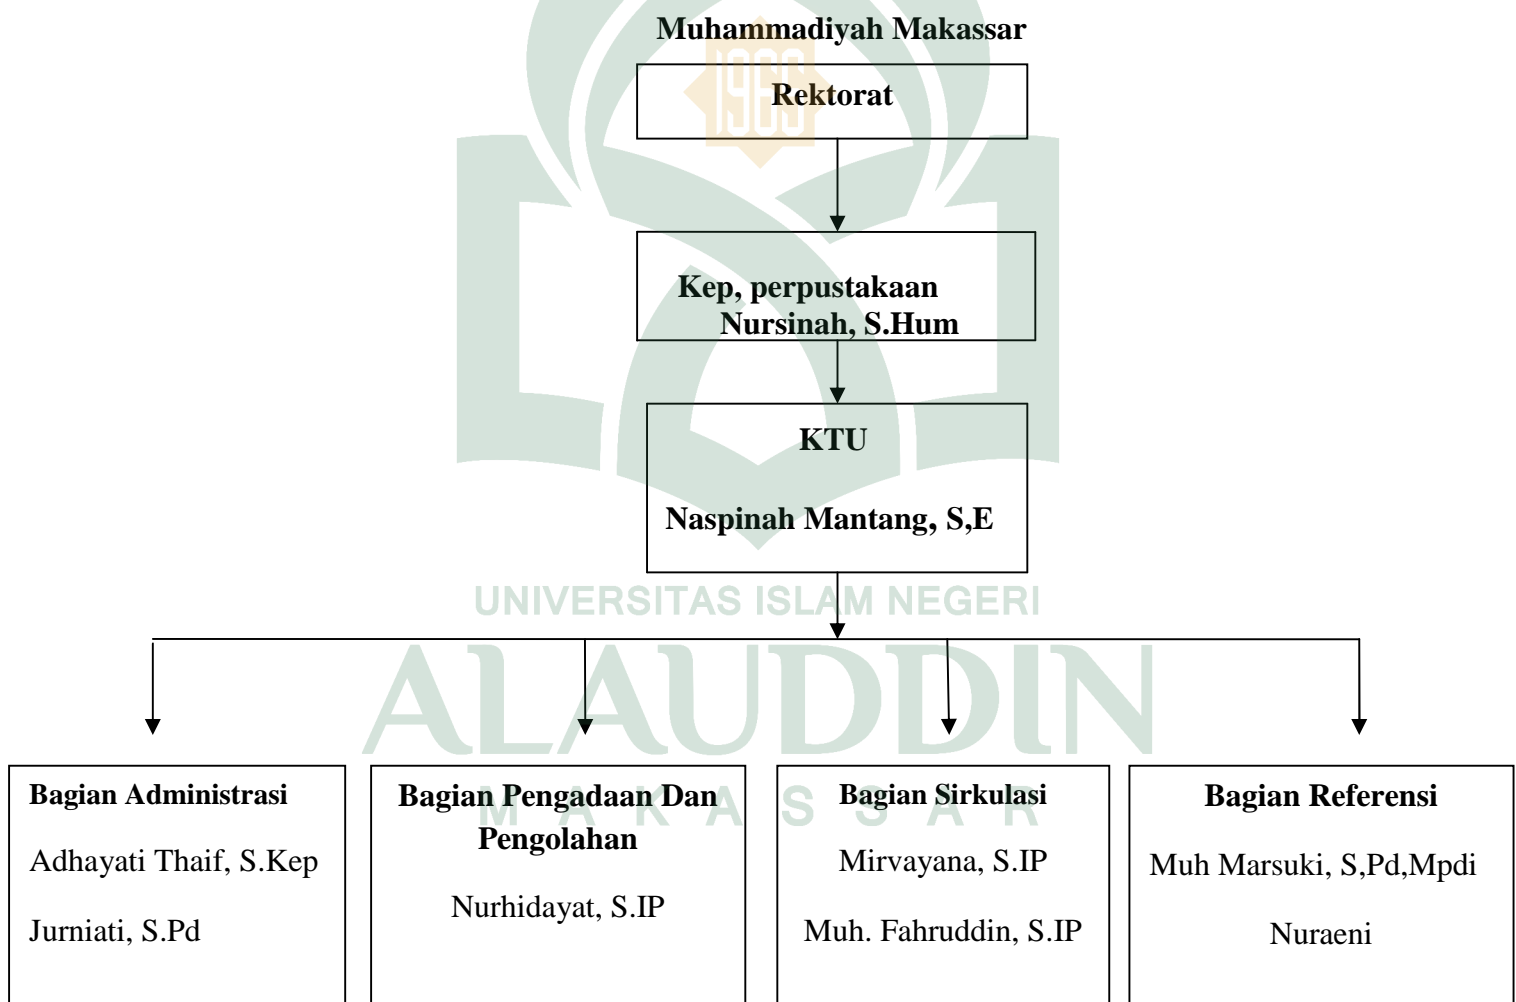 Muhammadiyah Makassar
Rektorat
1965
Kep, perpustakaan
Nursinah, S.Hum
KTU
Naspinah Mantang, S,E
UNIVERSITAS ISLAM NEGERI
ALAUDDIN
MAKASSAR
Bagian Administrasi
Adhayati Thaif, S.Kep
Jurniati, S.Pd
Bagian Pengadaan Dan
Pengolahan
Nurhidayat, S.IP
Bagian Sirkulasi
Mirvayana, S.IP
Muh. Fahruddin, S.IP
Bagian Referensi
Muh Marsuki, S,Pd,Mpdi
Nuraeni